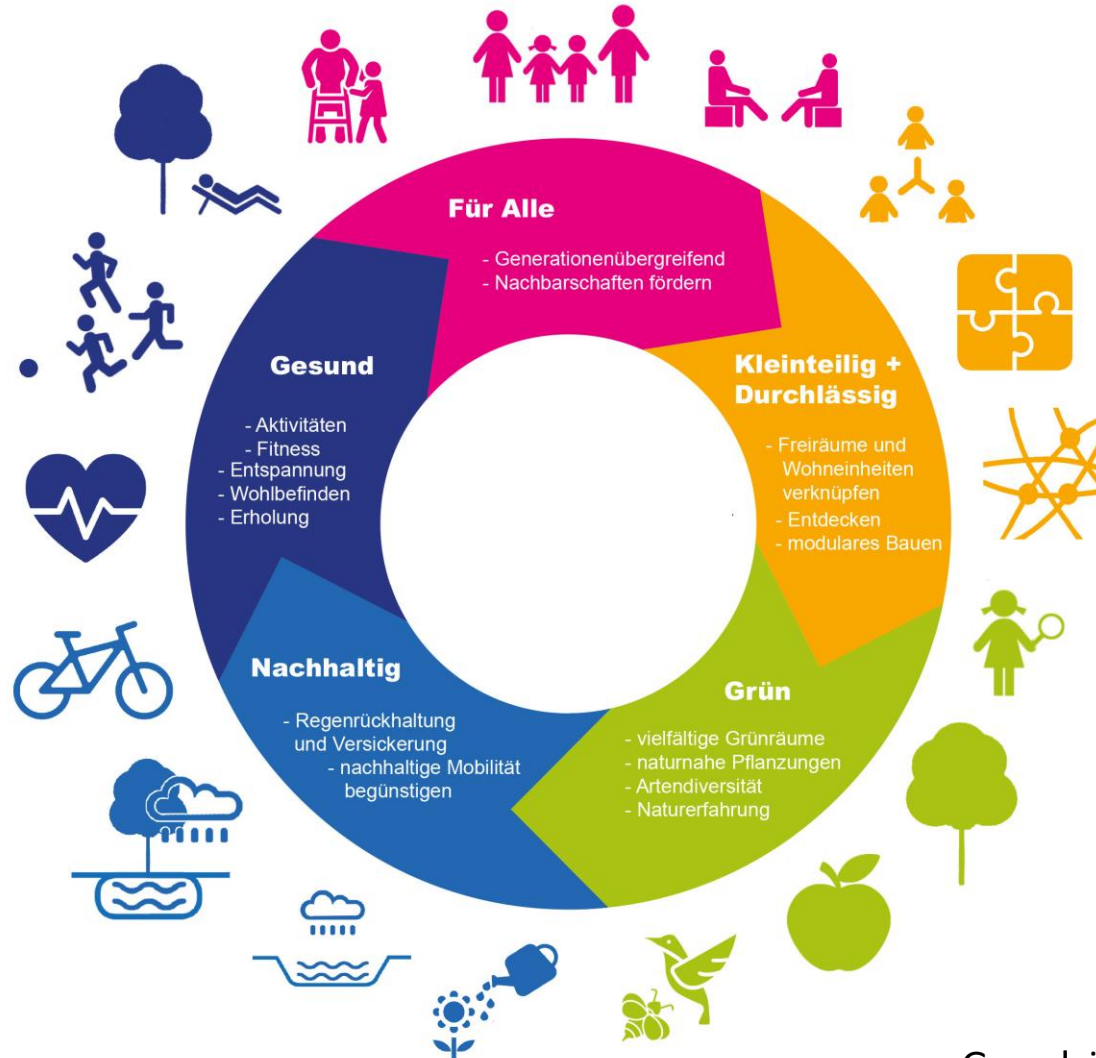 Für Alle
- Generationenübergreifend
- Nachbarschaften fördern
Kleinteilig +
Durchlässig
- Freiräume und
Wohneinheiten
verknüpfen
- Entdecken
- modulares Bauen
Grün
- vielfältige Grünräume
- naturnahe Pflanzungen
- Artendiversität
- Naturerfahrung
Nachhaltig
- Regenrückhaltung
und Versickerung
- nachhaltige Mobilität
begünstigen
Gesund
- Aktivitäten
- Fitness
- Entspannung
- Wohlbefinden
- Erholung